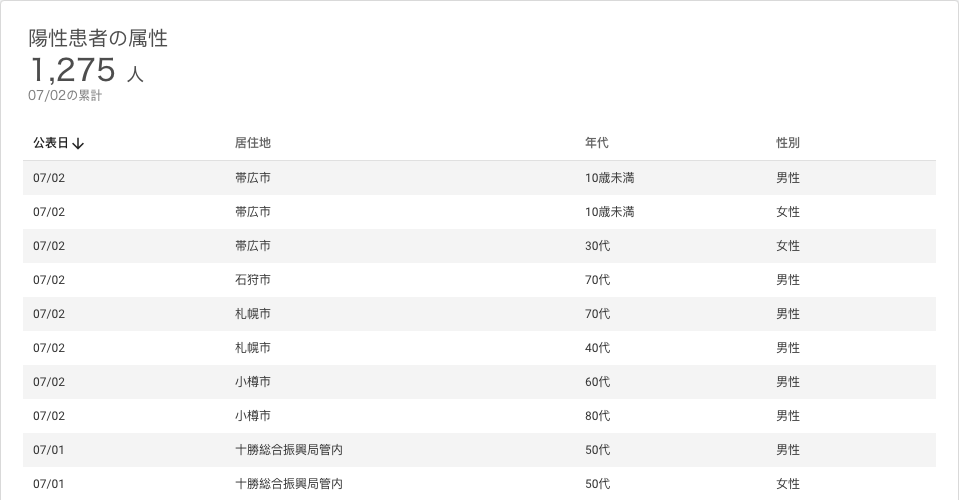 陽性患者の属性
1,275 人
07/02の累計
公表日↓ 居住地 年代 性別
07/02 帯広市 10歳未満 男性
07/02 帯広市 10歳未満 女性
07/02 帯広市 30代 女性
07/02 石狩市 70代 男性
07/02 札幌市 70代 男性
07/02 札幌市 40代 男性
07/02 小樽市 60代 男性
07/02 小樽市 80代 男性
07/01 十勝総合振興局管内 50代 男性
07/01 十勝総合振興局管内 50代 女性